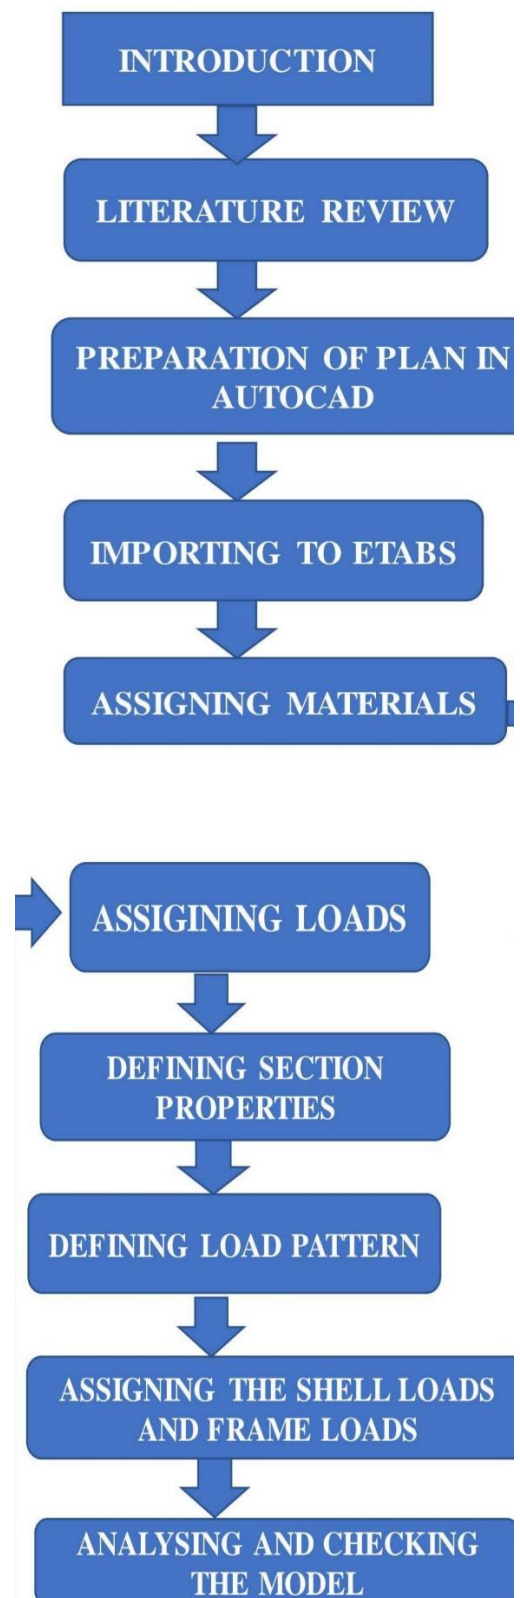 INTRODUCTION
LITERATURE REVIEW
PREPARATION OF PLAN IN
AUTOCAD
IMPORTING TO ETABS
ASSIGNING MATERIALS
ASSIGINING LOADS
DEFINING SECTION
PROPERTIES
DEFINING LOAD PATTERN
ASSIGNING THE SHELL LOADS
AND FRAME LOADS
ANALYSING AND CHECKING
THE MODEL